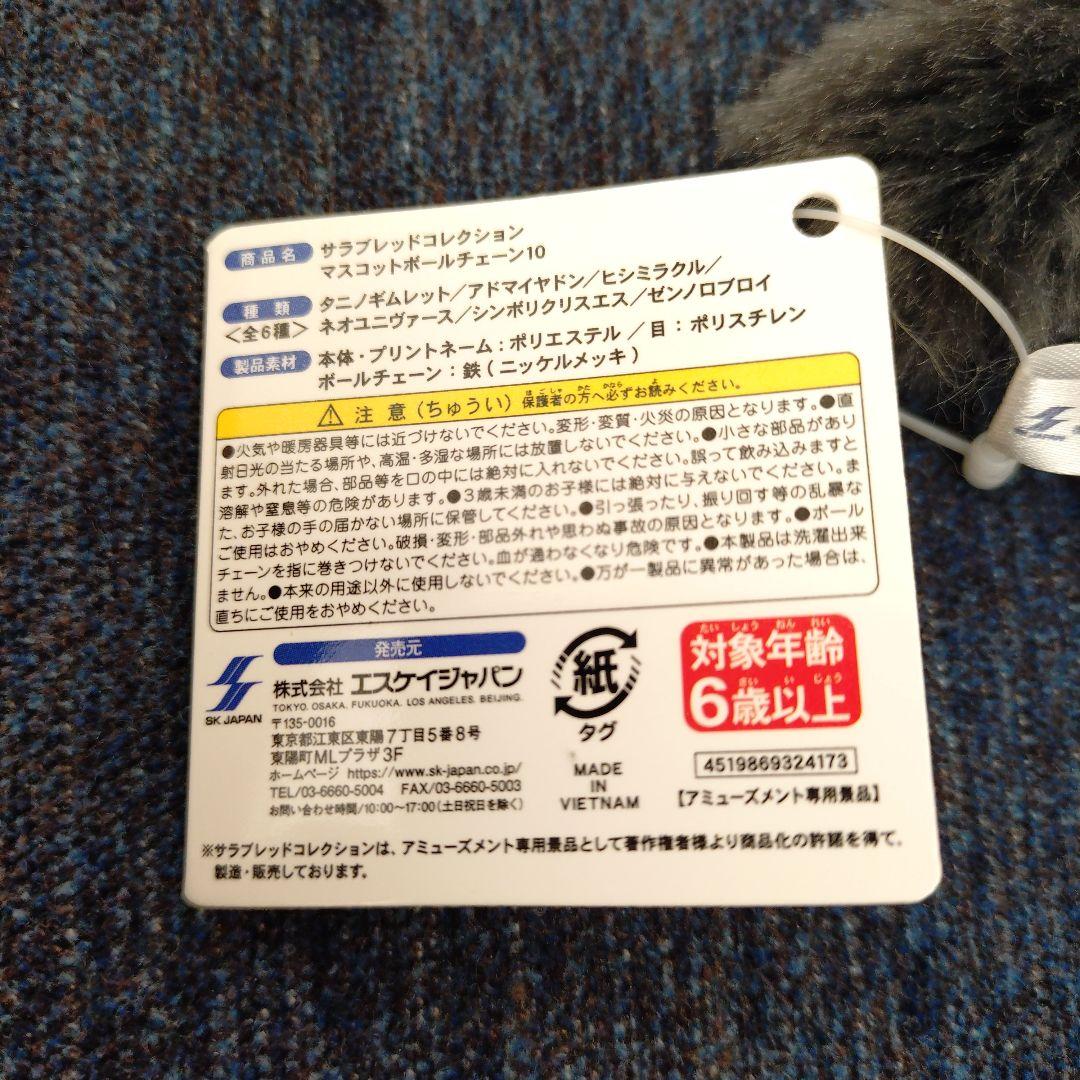 商品名 サラブレッドコレクション
マスコットボールチェーン10
種類 タニノギムレット／アドマイヤドン／ヒシミラクル／
＜全6種＞ ネオユニヴァース／シンボリクリスエス／ゼンノロブロイ
製品素材 本体・プリントネーム：ポリエステル ／ 目：ポリスチレン
ボールチェーン：鉄（ニッケルメッキ）
⚠ 注意（ちゅうい）保護者の方へ必ずお読みください。
●火気や暖房器具等には近づけないでください。変形・変質・火災の原因となります。●直
射日光の当たる場所や、高温・多湿な場所には放置しないでください。●小さな部品があり
ます。外れた場合、部品等を口の中には絶対に入れないでください。誤って飲み込みますと
溶解や窒息等の危険があります。●3歳未満のお子様には絶対に与えないでください。ま
た、お子様の手の届かない場所に保管してください。●引っ張ったり、振り回す等の乱暴な
ご使用はおやめください。破損・変形・部品外れや思わぬ事故の原因となります。●ボール
チェーンを指に巻きつけないでください。血が通わなくなり危険です。●本製品は洗濯出来
ません。●本来の用途以外に使用しないでください。●万が一製品に異常があった場合は、
直ちにご使用をおやめください。
発売元
SK JAPAN
株式会社 エスケイジャパン
TOKYO. OSAKA. FUKUOKA. LOS ANGELES. BEIJING.
〒135-0016
東京都江東区東陽7丁目5番8号
東陽町MLプラザ3F
ホームページ https://www.sk-japan.co.jp/
TEL/03-6660-5004 FAX/03-6660-5003
お問い合わせ時間/10:00～17:00（土日祝日を除く）
紙
タグ
MADE
IN
VIETNAM
たい しょう ねん れい
対象年齢
さい い じょう
6歳以上
4519869324173
【アミューズメント専用景品】
※サラブレッドコレクションは、アミューズメント専用景品として著作権者様より商品化の許諾を得て、
製造・販売しております。